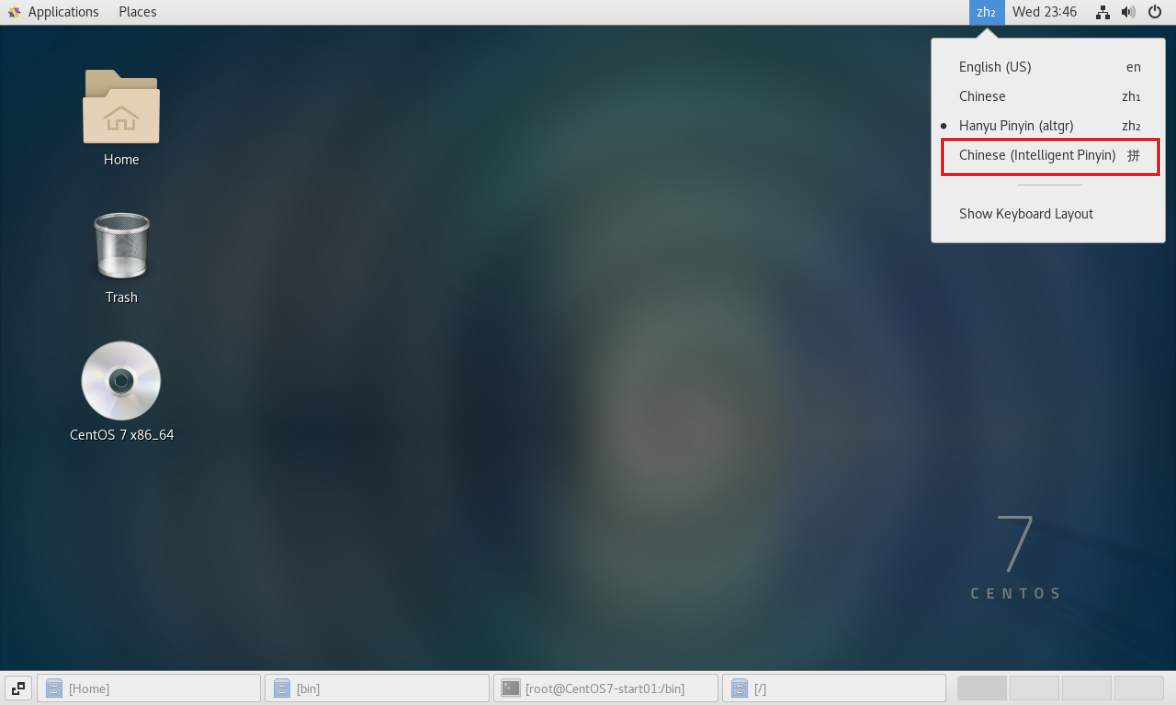 Applications Places zh₂ Wed 23:46
English (US) en
Chinese zh₁
Hanyu Pinyin (altgr) zh₂
Chinese (Intelligent Pinyin) 拼
Show Keyboard Layout
Home
Trash
CentOS 7 x86_64
7
CENTOS
[Home] [bin] [root@CentOS7-start01:/bin] [/]